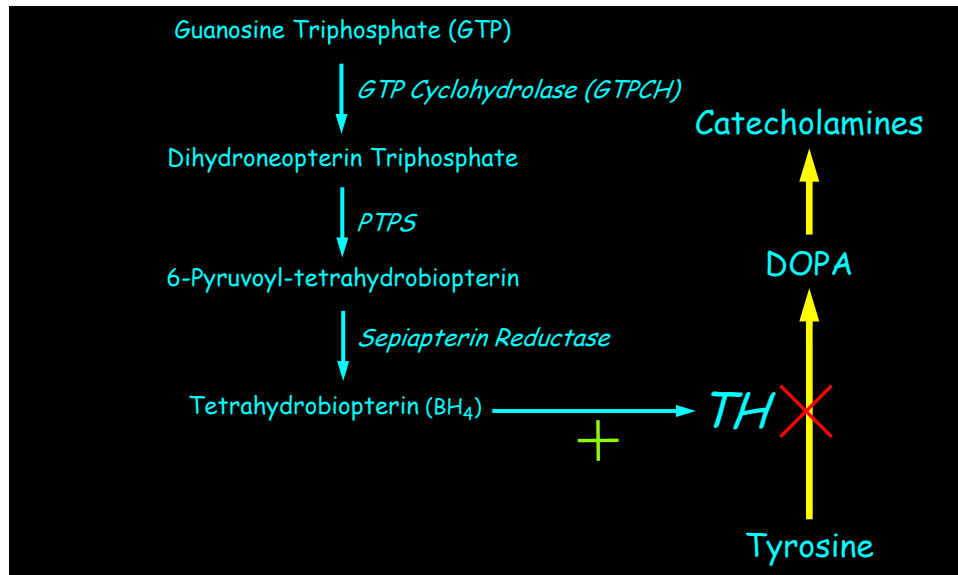 Guanosine Triphosphate (GTP)
GTP Cyclohydrolase (GTPCH)
Dihydroneopterin Triphosphate
PTPS
6-Pyruvoyl-tetrahydrobiopterin
Sepiapterin Reductase
Tetrahydrobiopterin (BH₄)
+
TH
Catecholamines
DOPA
Tyrosine